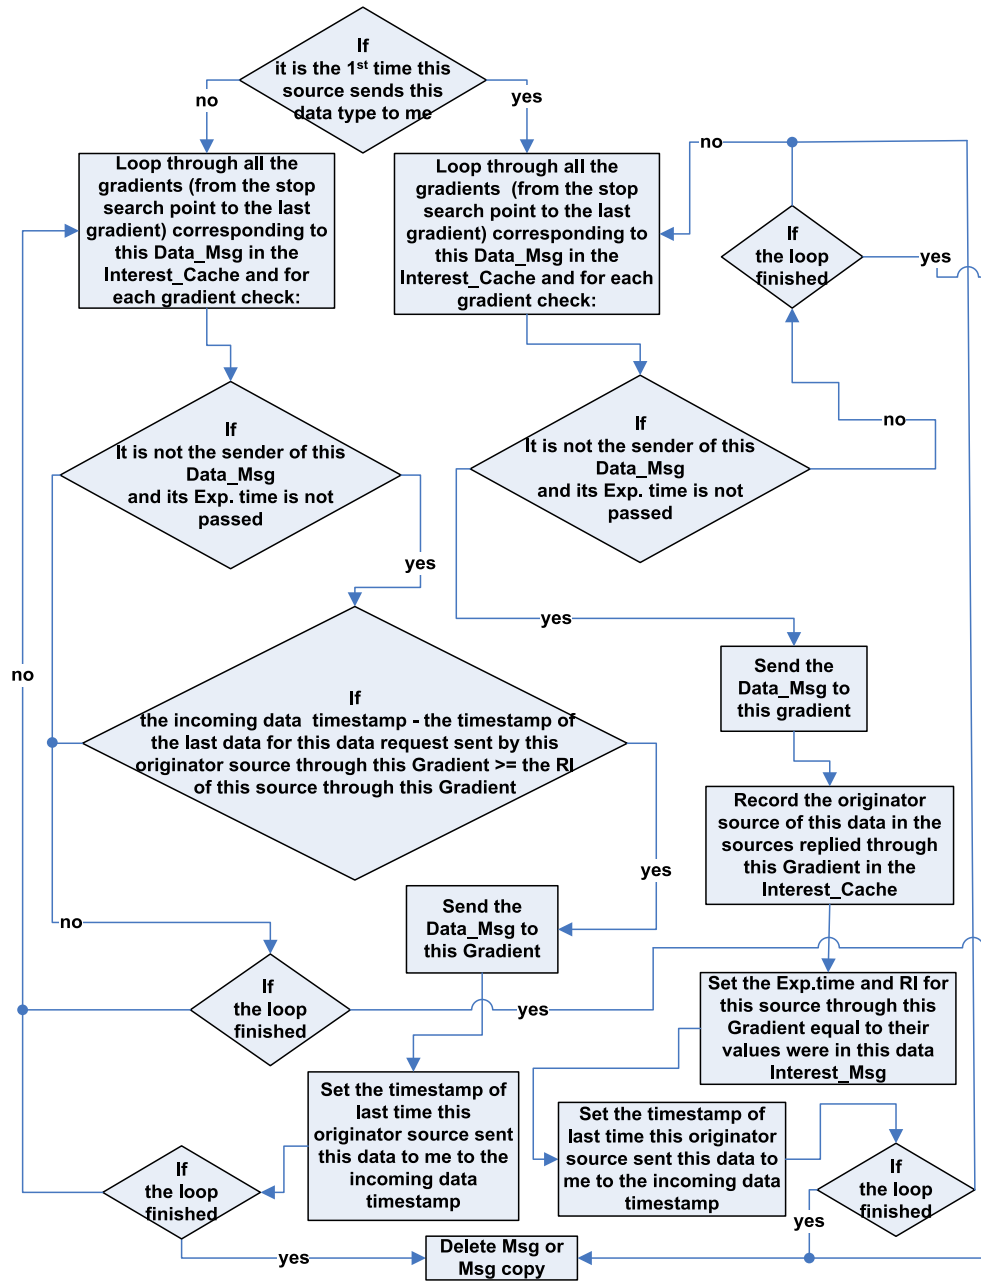 If
it is the 1st time this
source sends this
data type to me
no
yes
Loop through all the
gradients (from the stop
search point to the last
gradient) corresponding to
this Data_Msg in the
Interest_Cache and for
each gradient check:
Loop through all the
gradients (from the stop
search point to the last
gradient) corresponding to
this Data_Msg in the
Interest_Cache and for each
gradient check:
no
If
the loop
finished
yes
If
It is not the sender of this
Data_Msg
and its Exp. time is not
passed
If
It is not the sender of this
Data_Msg
and its Exp. time is not
passed
no
yes
yes
no
If
the incoming data timestamp - the timestamp of
the last data for this data request sent by this
originator source through this Gradient >= the RI
of this source through this Gradient
Send the
Data_Msg to
this gradient
Record the originator
source of this data in the
sources replied through
this Gradient in the
Interest_Cache
yes
Send the
Data_Msg to
this Gradient
no
If
the loop
finished
yes
Set the Exp.time and RI for
this source through this
Gradient equal to their
values were in this data
Interest_Msg
Set the timestamp of
last time this
originator source sent
this data to me to the
incoming data
timestamp
Set the timestamp of
last time this originator
source sent this data to
me to the incoming data
timestamp
If
the loop
finished
If
the loop
finished
yes
yes
Delete Msg or
Msg copy